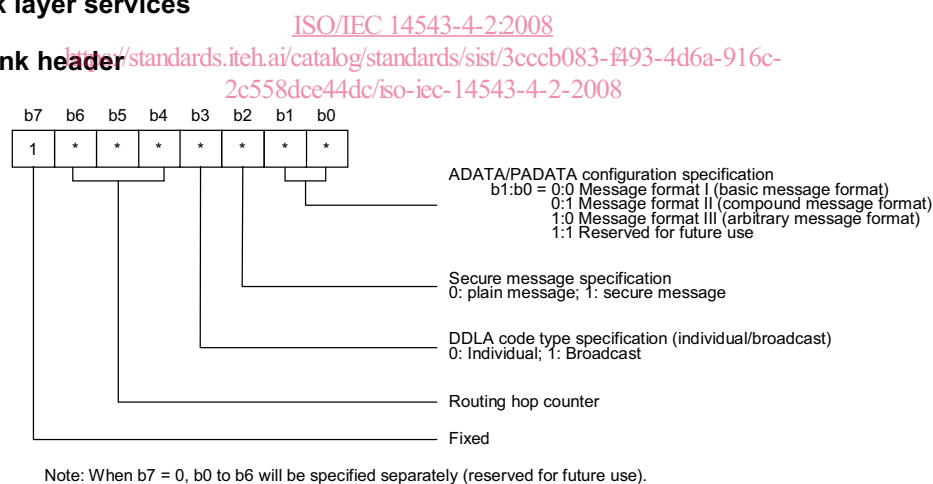 k layer services
ISO/IEC 14543-4-2:2008
nk header https://standards.iteh.ai/catalog/standards/sist/3cccb083-f493-4d6a-916c-
2c558dce44dc/iso-iec-14543-4-2-2008
b7 b6 b5 b4 b3 b2 b1 b0
1 * * * * * * *
ADATA/PADATA configuration specification
b1:b0 = 0:0 Message format I (basic message format)
0:1 Message format II (compound message format)
1:0 Message format III (arbitrary message format)
1:1 Reserved for future use
Secure message specification
0: plain message; 1: secure message
DDLA code type specification (individual/broadcast)
0: Individual; 1: Broadcast
Routing hop counter
Fixed
Note: When b7 = 0, b0 to b6 will be specified separately (reserved for future use).